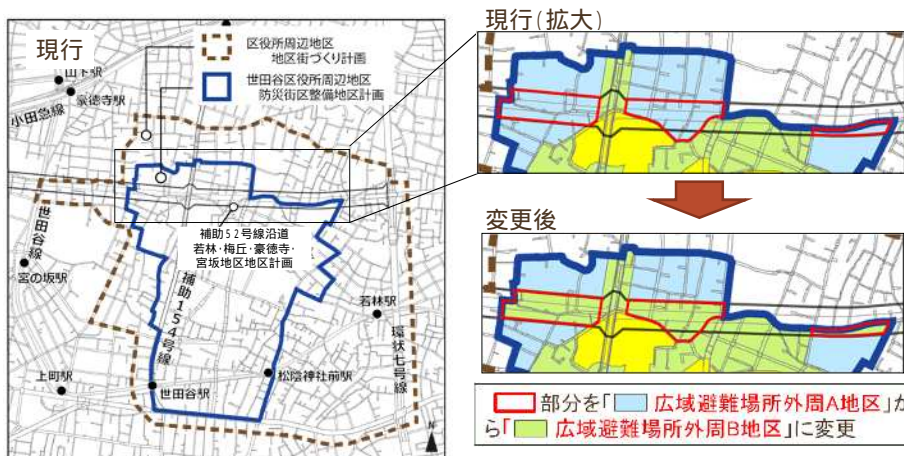 現行
区役所周辺地区
地区街づくり計画
世田谷区役所周辺地区
防災街区整備地区計画
山下駅
豪徳寺駅
小田急線
世田谷線
宮の坂駅
補助52号線沿道
若林・梅丘・豪徳寺・
宮坂地区地区計画
補助154号線
若林駅
環状七号線
上町駅
世田谷駅
松陰神社前駅
N
現行(拡大)
変更後
部分を「広域避難場所外周A地区」か
ら「広域避難場所外周B地区」に変更